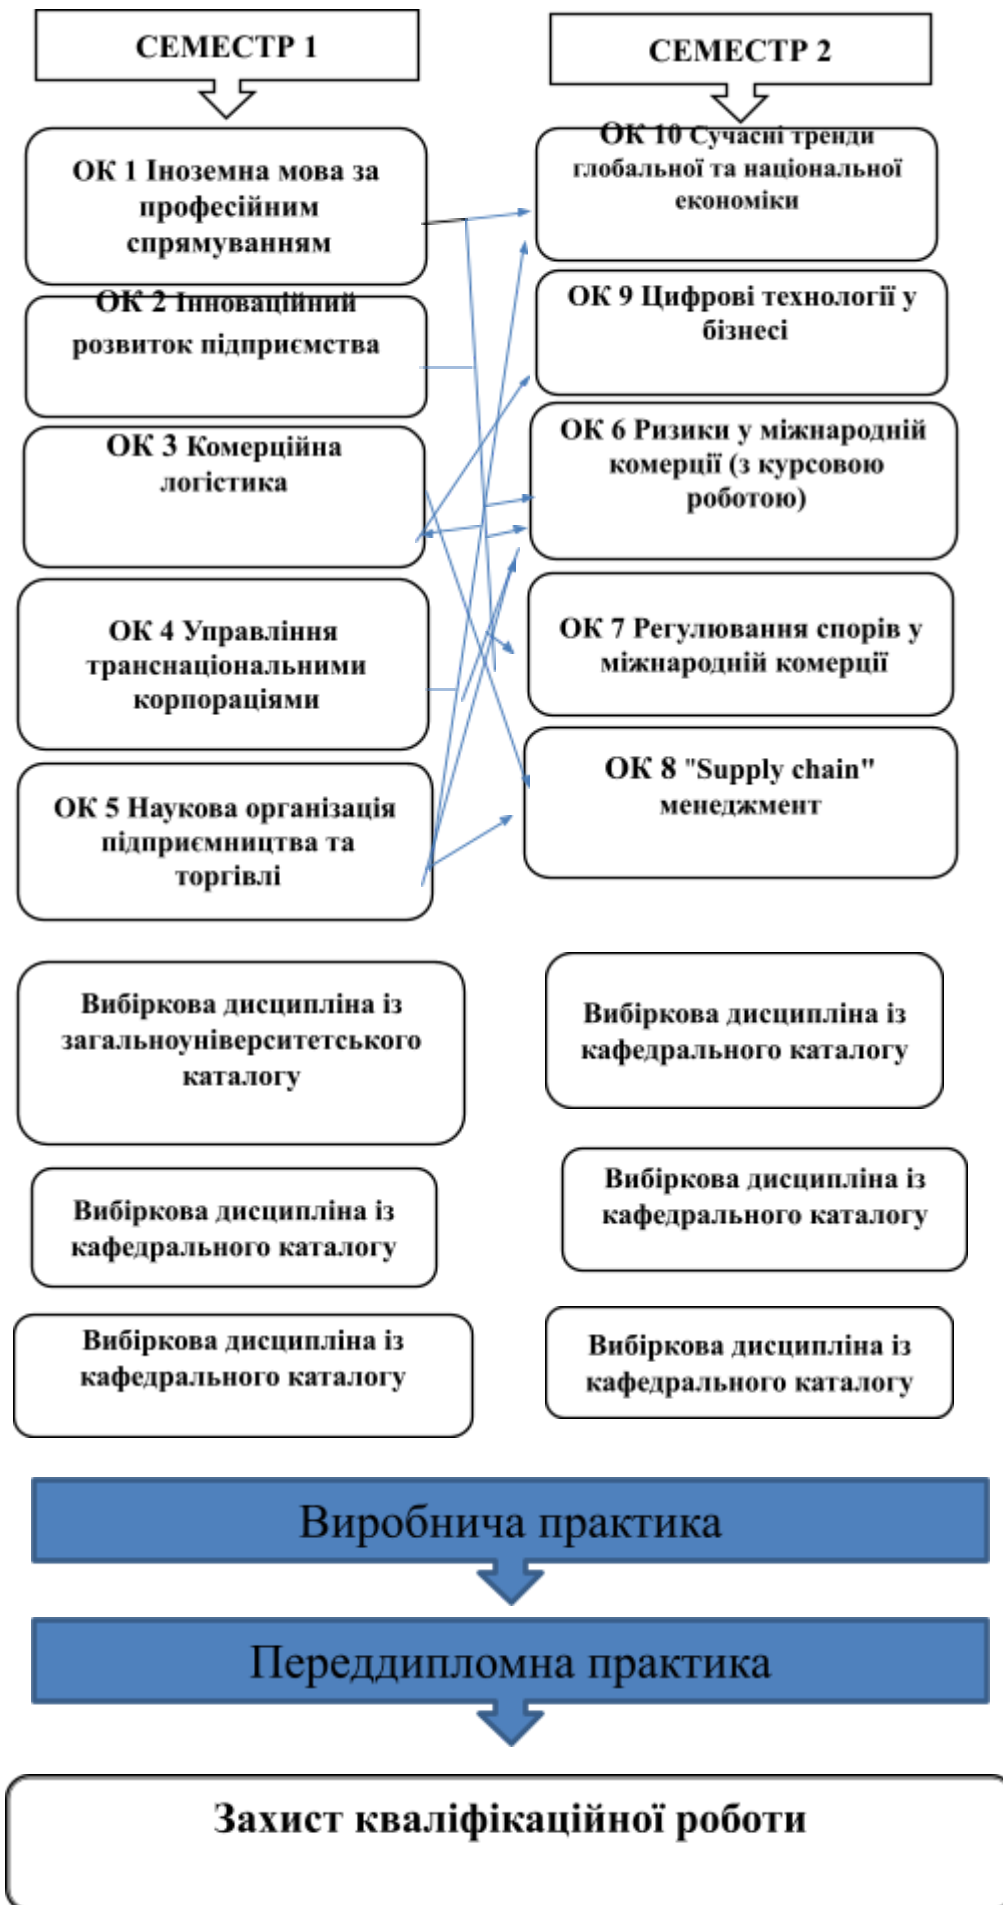 СЕМЕСТР 1
ОК 1 Іноземна мова за
професійним
спрямуванням
ОК 2 Інноваційний
розвиток підприємства
ОК 3 Комерційна
логістика
ОК 4 Управління
транснаціональними
корпораціями
ОК 5 Наукова організація
підприємництва та
торгівлі
Вибіркова дисципліна із
загальноуніверситетського
каталогу
Вибіркова дисципліна із
кафедрального каталогу
Вибіркова дисципліна із
кафедрального каталогу
СЕМЕСТР 2
ОК 10 Сучасні тренди
глобальної та національної
економіки
ОК 9 Цифрові технології у
бізнесі
ОК 6 Ризики у міжнародній
комерції (з курсовою
роботою)
ОК 7 Регулювання спорів у
міжнародній комерції
ОК 8 "Supply chain"
менеджмент
Вибіркова дисципліна із
кафедрального каталогу
Вибіркова дисципліна із
кафедрального каталогу
Вибіркова дисципліна із
кафедрального каталогу
Виробнича практика
Переддипломна практика
Захист кваліфікаційної роботи